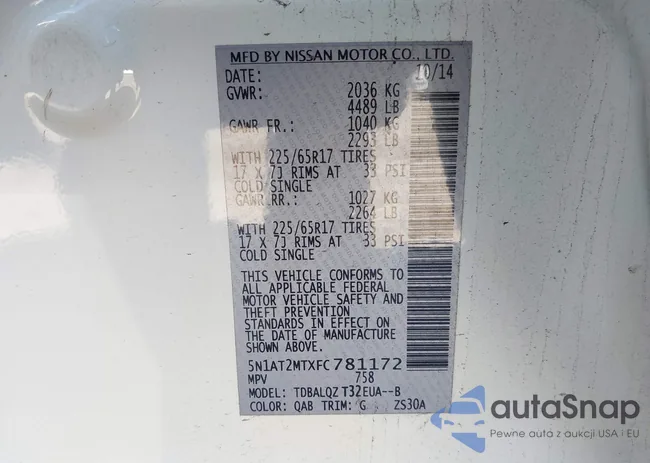 MFD BY NISSAN MOTOR CO., LTD.
DATE: 10/14
GVWR: 2036 KG
4489 LB
GAWR FR.: 1040 KG
2293 LB
WITH 225/65R17 TIRES
17 X 7J RIMS AT 33 PSI
COLD SINGLE
GAWR RR.: 1027 KG
2264 LB
WITH 225/65R17 TIRES
17 X 7J RIMS AT 33 PSI
COLD SINGLE
THIS VEHICLE CONFORMS TO
ALL APPLICABLE FEDERAL
MOTOR VEHICLE SAFETY AND
THEFT PREVENTION
STANDARDS IN EFFECT ON
THE DATE OF MANUFACTURE
SHOWN ABOVE.
5N1AT2MTXFC781172
MPV 758
MODEL: TDBALQZ T32EUA--B
COLOR: QAB TRIM: G ZS30A
autoSnap
Pewne auta z aukcji USA i EU